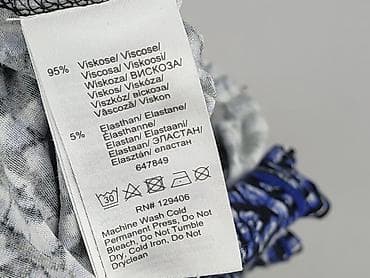 95% Viskose/ Viscose/
Viscosa/ Viskoosi/
Wiskoza/ ВИСКОЗА/
Viskos/ Viskoza/
Viszkóz/ віскоза/
Vâscoză/ Viskon
5% Elasthan/ Elastane/
Elasthanne/
Elastan/ Elastaani/
Elastaan/ ЭЛАСТАН/
Elasztán/ еластан
647849
30
RN# 129406
Machine Wash Cold
Permanent Press, Do Not
Bleach, Do Not Tumble
Dry, Cold Iron, Do Not
Dryclean